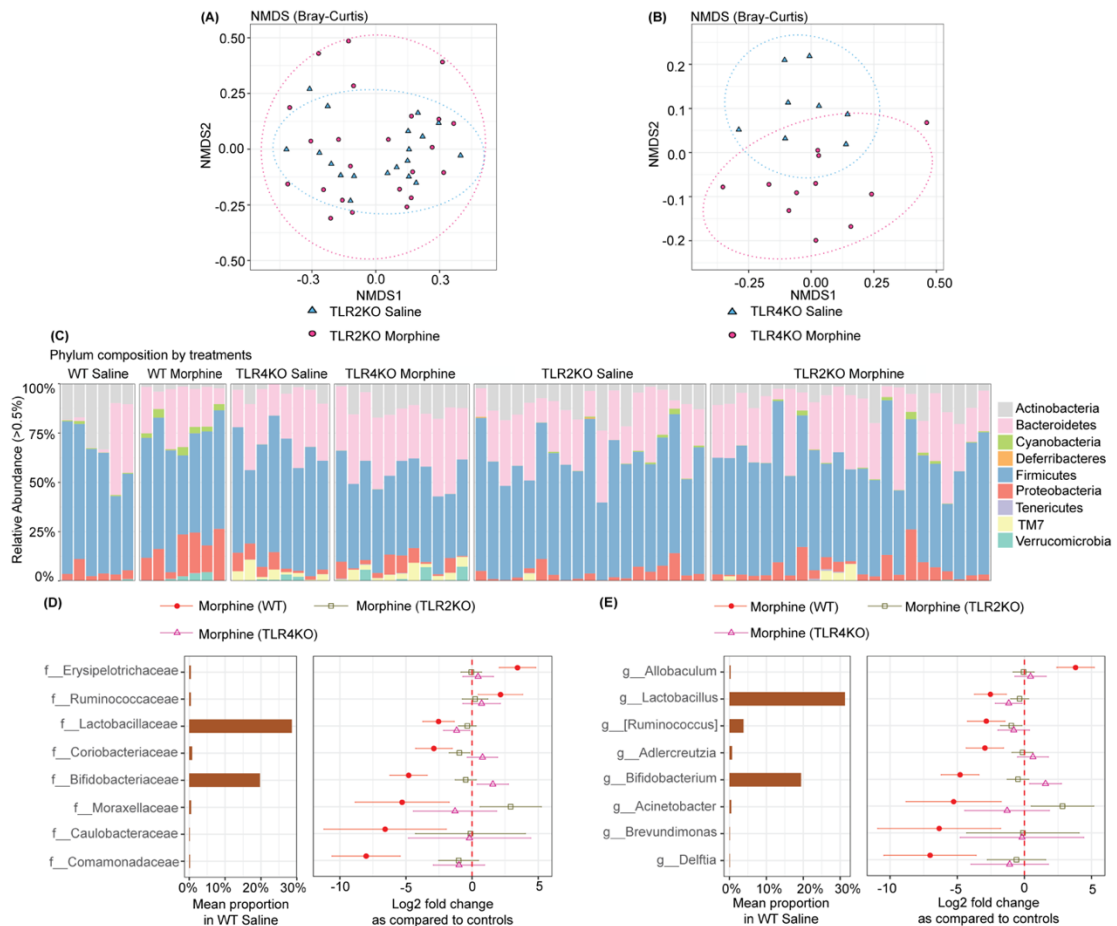 (A)
NMDS (Bray-Curtis)
NMDS2
0.50
0.25
0.00
-0.25
-0.50
-0.3
0.0
0.3
NMDS1
TLR2KO Saline
TLR2KO Morphine
(B)
NMDS (Bray-Curtis)
NMDS2
0.2
0.1
0.0
-0.1
-0.2
-0.25
0.00
0.25
0.50
NMDS1
TLR4KO Saline
TLR4KO Morphine
(C)
Phylum composition by treatments
WT Saline
WT Morphine
TLR4KO Saline
TLR4KO Morphine
TLR2KO Saline
TLR2KO Morphine
Relative Abundance (>0.5%)
100%
75%
50%
25%
0%
Actinobacteria
Bacteroidetes
Cyanobacteria
Deferribacteres
Firmicutes
Proteobacteria
Tenericutes
TM7
Verrucomicrobia
(D)
Morphine (WT)
Morphine (TLR2KO)
Morphine (TLR4KO)
f__Erysipelotrichaceae
f__Ruminococcaceae
f__Lactobacillaceae
f__Coriobacteriaceae
f__Bifidobacteriaceae
f__Moraxellaceae
f__Caulobacteraceae
f__Comamonadaceae
0% 10% 20% 30%
Mean proportion
in WT Saline
-10 -5 0 5
Log2 fold change
as compared to controls
(E)
Morphine (WT)
Morphine (TLR2KO)
Morphine (TLR4KO)
g__Allobaculum
g__Lactobacillus
g__[Ruminococcus]
g__Adlercreutzia
g__Bifidobacterium
g__Acinetobacter
g__Brevundimonas
g__Delftia
0% 10% 20% 30%
Mean proportion
in WT Saline
-10 -5 0 5
Log2 fold change
as compared to controls